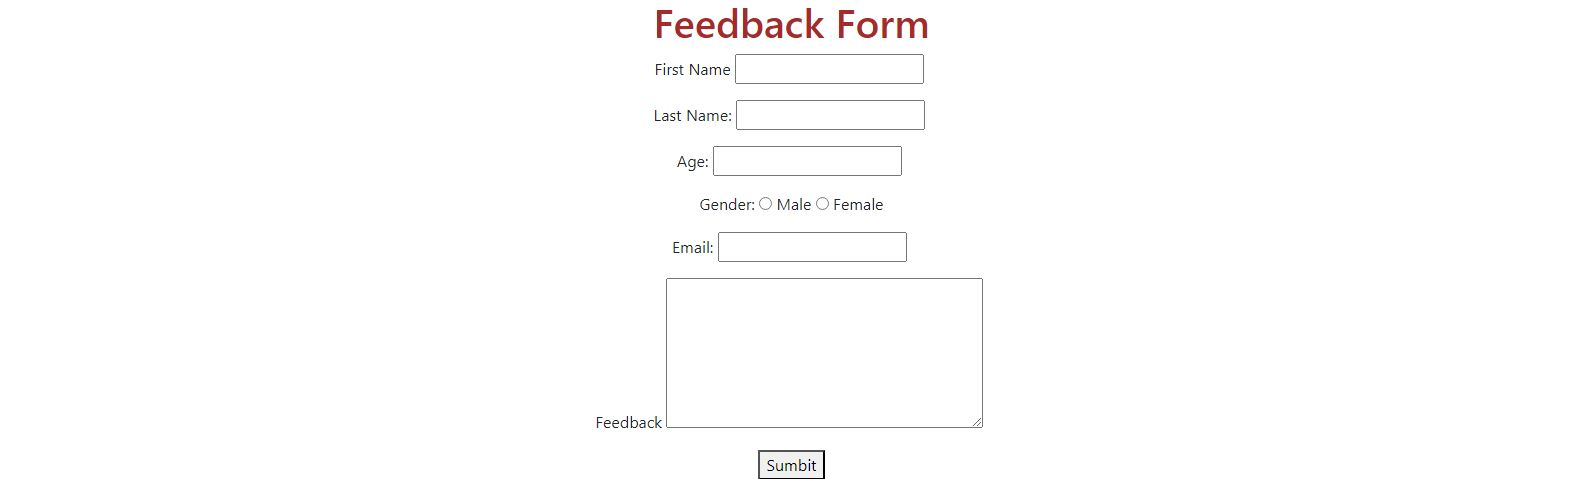 Feedback Form
First Name
Last Name:
Age:
Gender: Male Female
Email:
Feedback
Sumbit